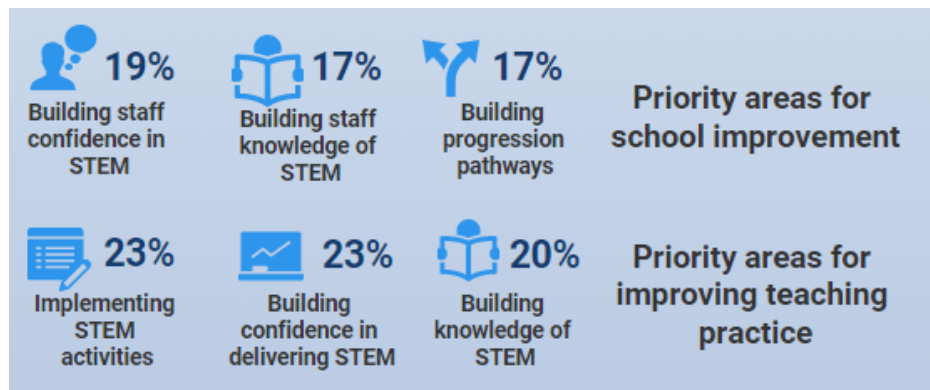 19%
Building staff
confidence in
STEM
17%
Building staff
knowledge of
STEM
17%
Building
progression
pathways
Priority areas for
school improvement
23%
Implementing
STEM
activities
23%
Building
confidence in
delivering STEM
20%
Building
knowledge of
STEM
Priority areas for
improving teaching
practice